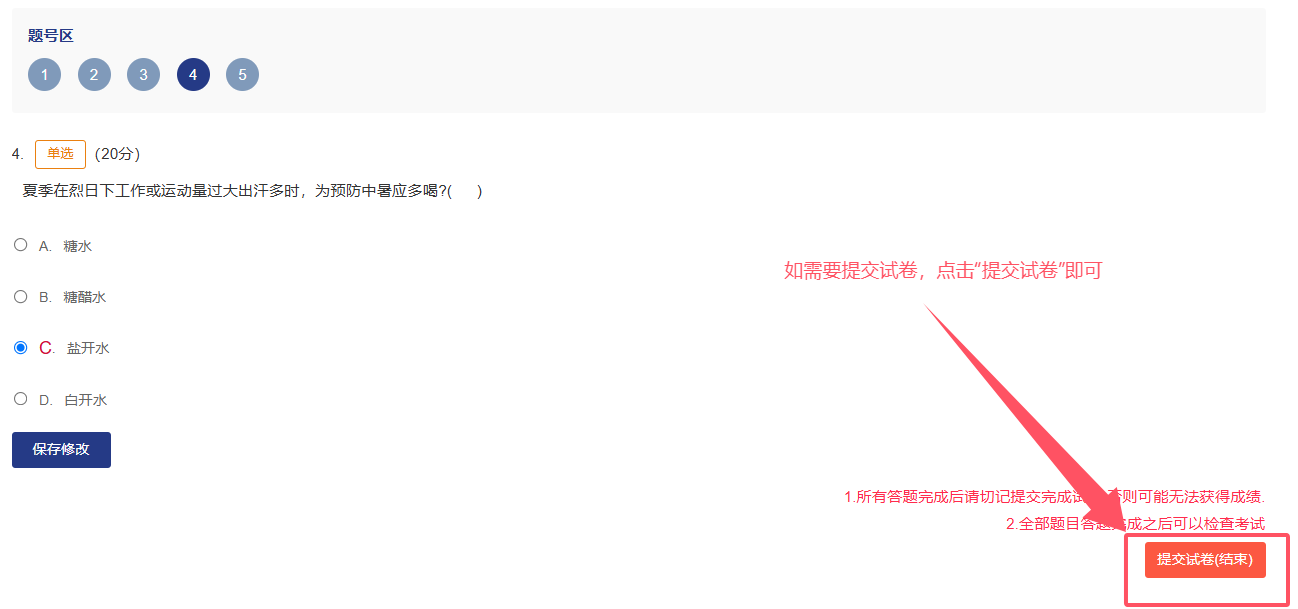 题号区
1 2 3 4 5
4. 单选 (20分)
夏季在烈日下工作或运动量过大出汗多时，为预防中暑应多喝?( )
A. 糖水
如需要提交试卷，点击“提交试卷”即可
B. 糖醋水
C. 盐开水
D. 白开水
保存修改
1.所有答题完成后请切记提交完成试 否则可能无法获得成绩.
2.全部题目答题完成之后可以检查考试
提交试卷(结束)